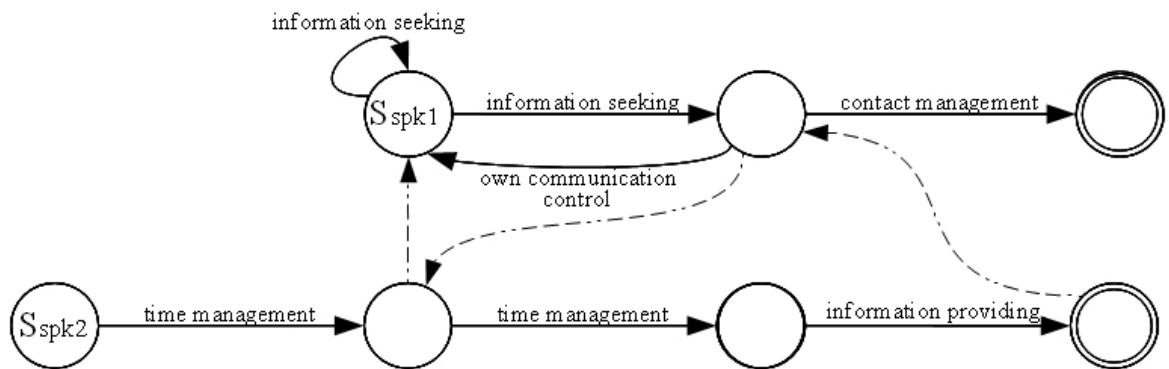 information seeking
Sspk1
information seeking
contact management
own communication
control
Sspk2
time management
time management
information providing